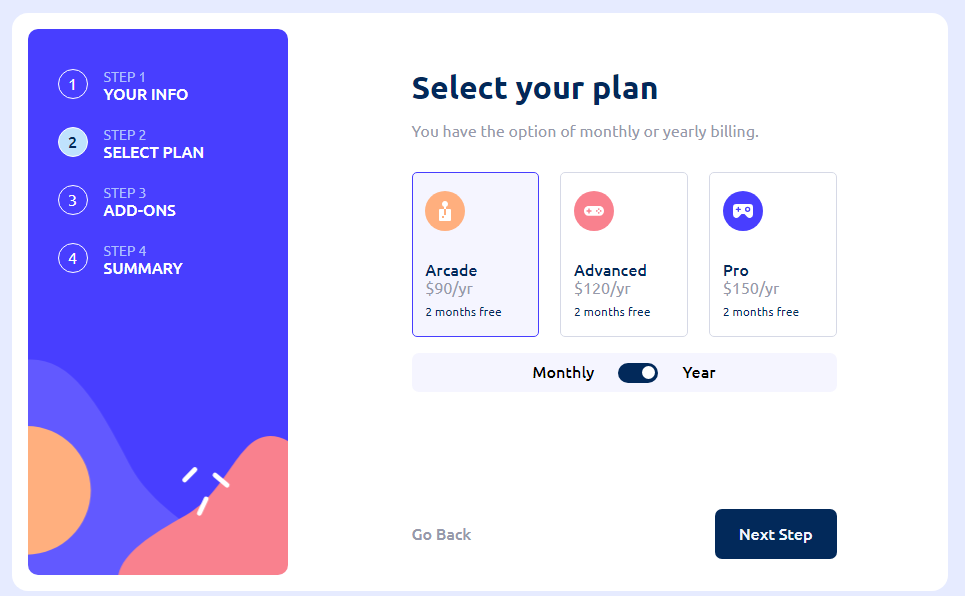 1
STEP 1
YOUR INFO
2
STEP 2
SELECT PLAN
3
STEP 3
ADD-ONS
4
STEP 4
SUMMARY
Select your plan
You have the option of monthly or yearly billing.
Arcade
$90/yr
2 months free
Advanced
$120/yr
2 months free
Pro
$150/yr
2 months free
Monthly
Year
Go Back
Next Step